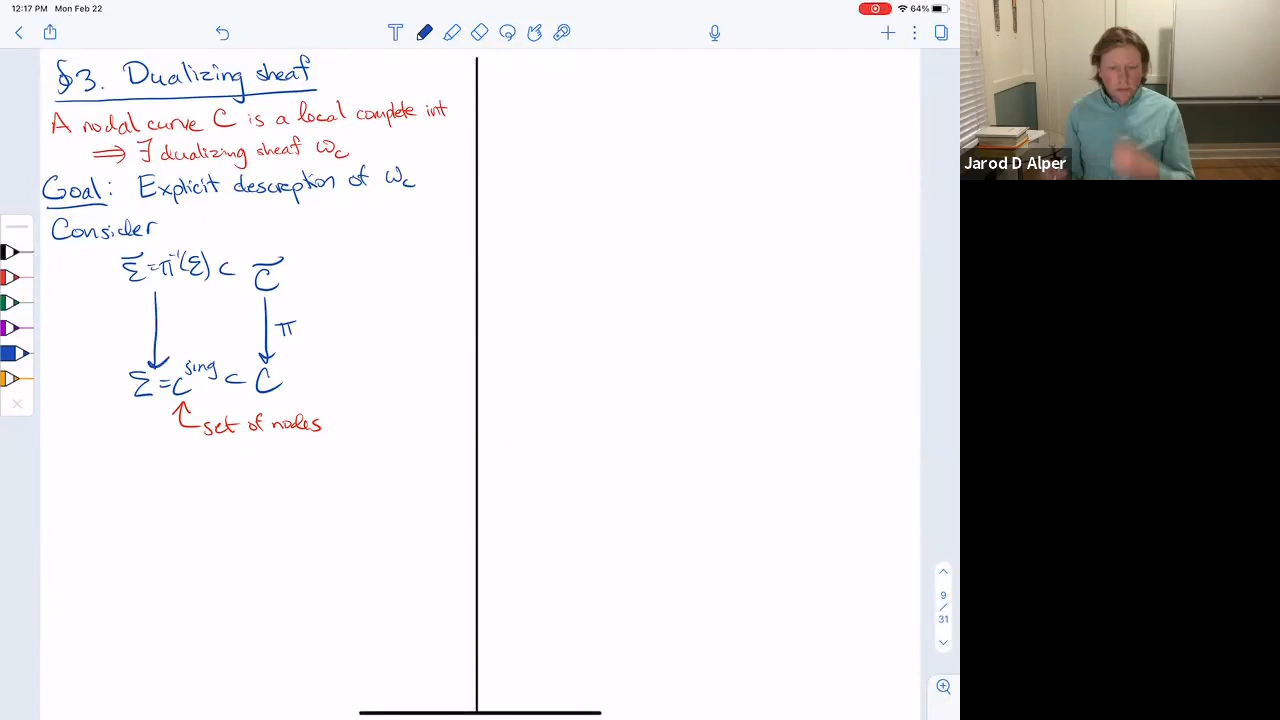 12:17 PM Mon Feb 22
64%
§3. Dualizing sheaf
A nodal curve C is a local complete int
⟹ ∃ dualizing sheaf ω_C
Goal: Explicit description of ω_C
Consider
Σ̃ = π⁻¹(Σ) ⊂ C̃
π
Σ = C^sing ⊂ C
set of nodes
Jarod D Alper
9
/
31